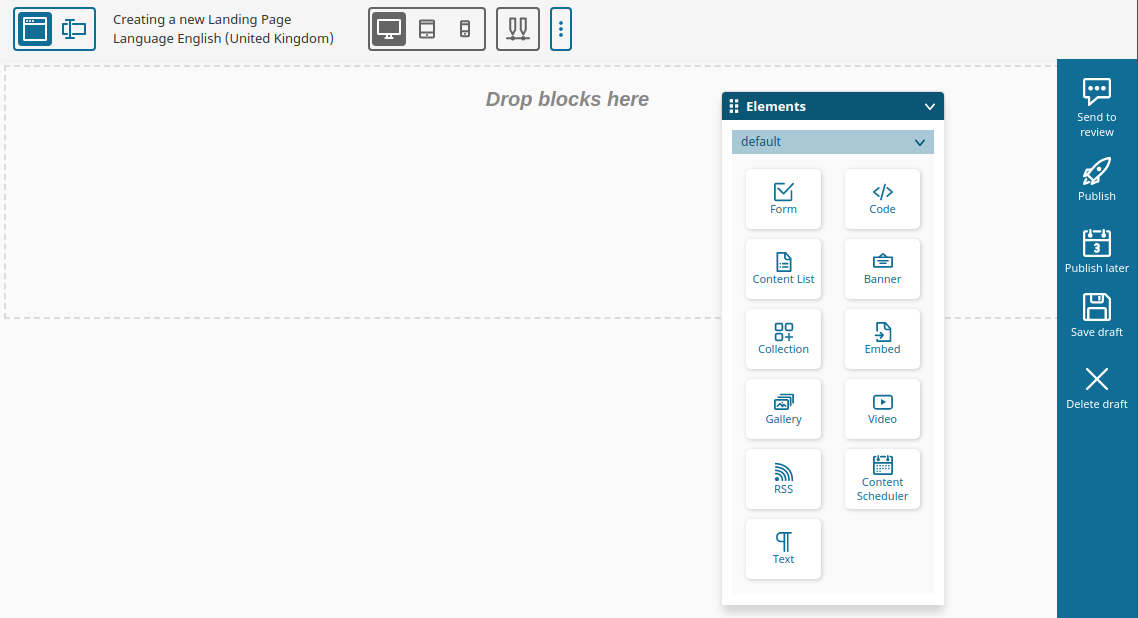 Creating a new Landing Page
Language English (United Kingdom)
Drop blocks here
Elements
default
Form
Code
Content List
Banner
Collection
Embed
Gallery
Video
RSS
Content
Scheduler
Text
Send to
review
Publish
3
Publish later
Save draft
Delete draft